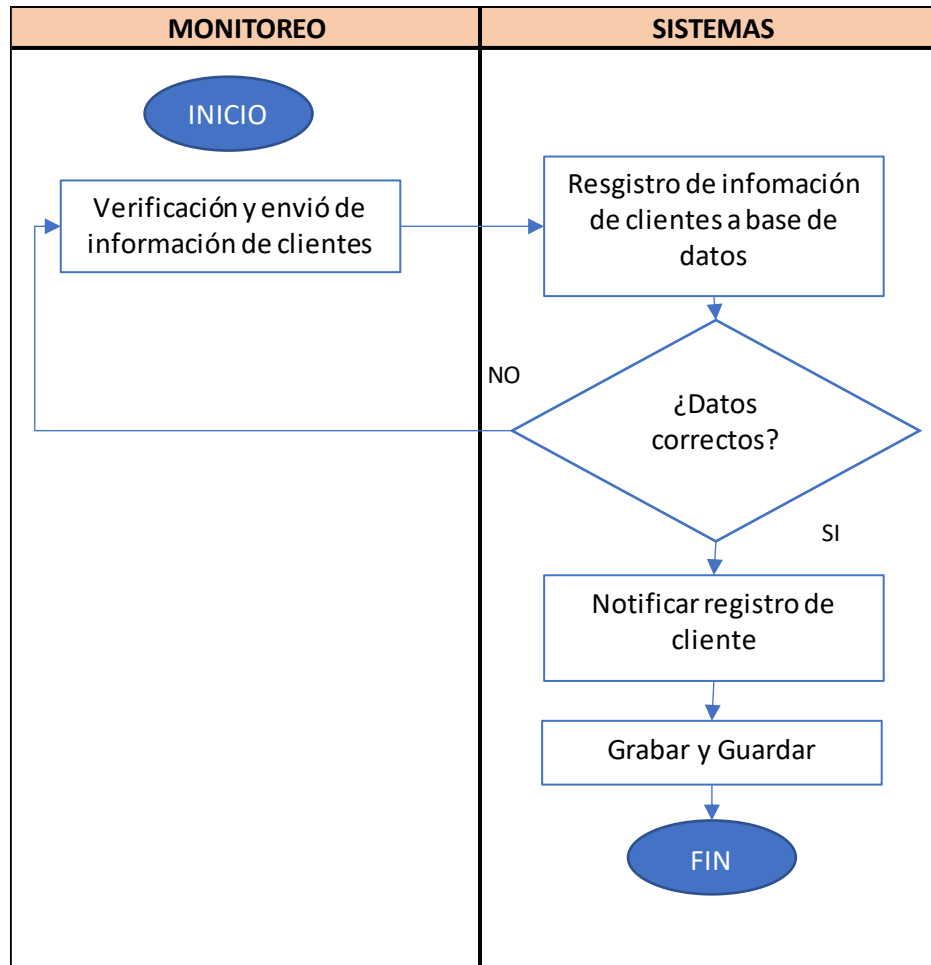 MONITOREO
SISTEMAS
INICIO
Verificación y envió de
información de clientes
Resgistro de infomación
de clientes a base de
datos
NO
¿Datos
correctos?
SI
Notificar registro de
cliente
Grabar y Guardar
FIN